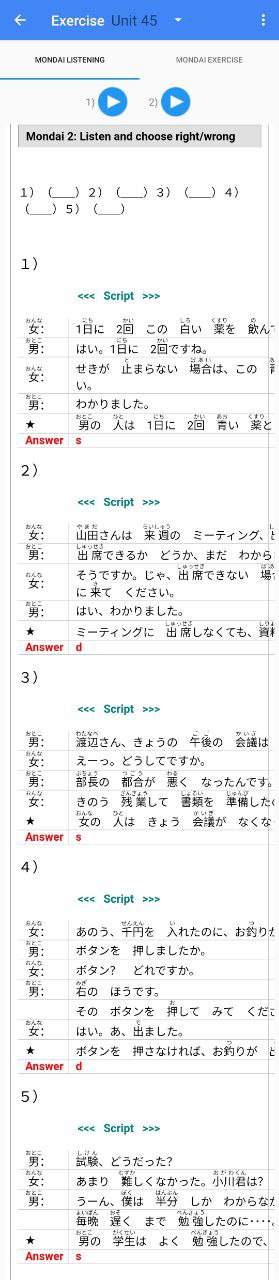 Exercise Unit 45
MONDAI LISTENING
MONDAI EXERCISE
1)
2)
Mondai 2: Listen and choose right/wrong
1) (___) 2) (___) 3) (___) 4)
(___) 5) (___)
1)
<<< Script >>>
女: 1日に 2回 この 白い 薬を 飲ん
男: はい。1日に 2回ですね。
女: せきが 止まらない 場合は、この
い。
男: わかりました。
★ 男の 人は 1日に 2回 青い 薬と
Answer s
2)
<<< Script >>>
女: 山田さんは 来週の ミーティング、
男: 出席できるか どうか、まだ わから
女: そうですか。じゃ、出席できない 場
に 来て ください。
男: はい、わかりました。
★ ミーティングに 出席しなくても、資
Answer d
3)
<<< Script >>>
男: 渡辺さん、きょうの 午後の 会議は
女: えーっ。どうしてですか。
男: 部長の 都合が 悪く なったんです。
女: きのう 残業して 書類を 準備した
★ 女の 人は きょう 会議が なくな
Answer s
4)
<<< Script >>>
女: あのう、千円を 入れたのに、お釣りが
男: ボタンを 押しましたか。
女: ボタン? どれですか。
男: 右の ほうです。
その ボタンを 押して みて くだ
女: はい。あ、出ました。
★ ボタンを 押さなければ、お釣りが
Answer d
5)
<<< Script >>>
男: 試験、どうだった?
女: あまり 難しくなかった。小川君は?
男: うーん、僕は 半分 しか わからな
毎晩 遅く まで 勉強したのに‥‥。
★ 男の 学生は よく 勉強したので、
Answer s